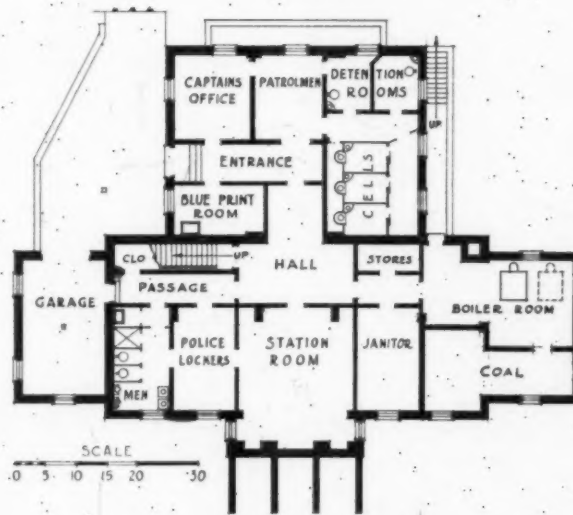 CAPTAINS
OFFICE
PATROLMEN
DETENTION
ROOMS
UP
ENTRANCE
CELLS
BLUE PRINT
ROOM
CLO
UP
HALL
STORES
PASSAGE
GARAGE
BOILER ROOM
POLICE
LOCKERS
STATION
ROOM
JANITOR
COAL
MEN
SCALE
0 5 10 15 20 30